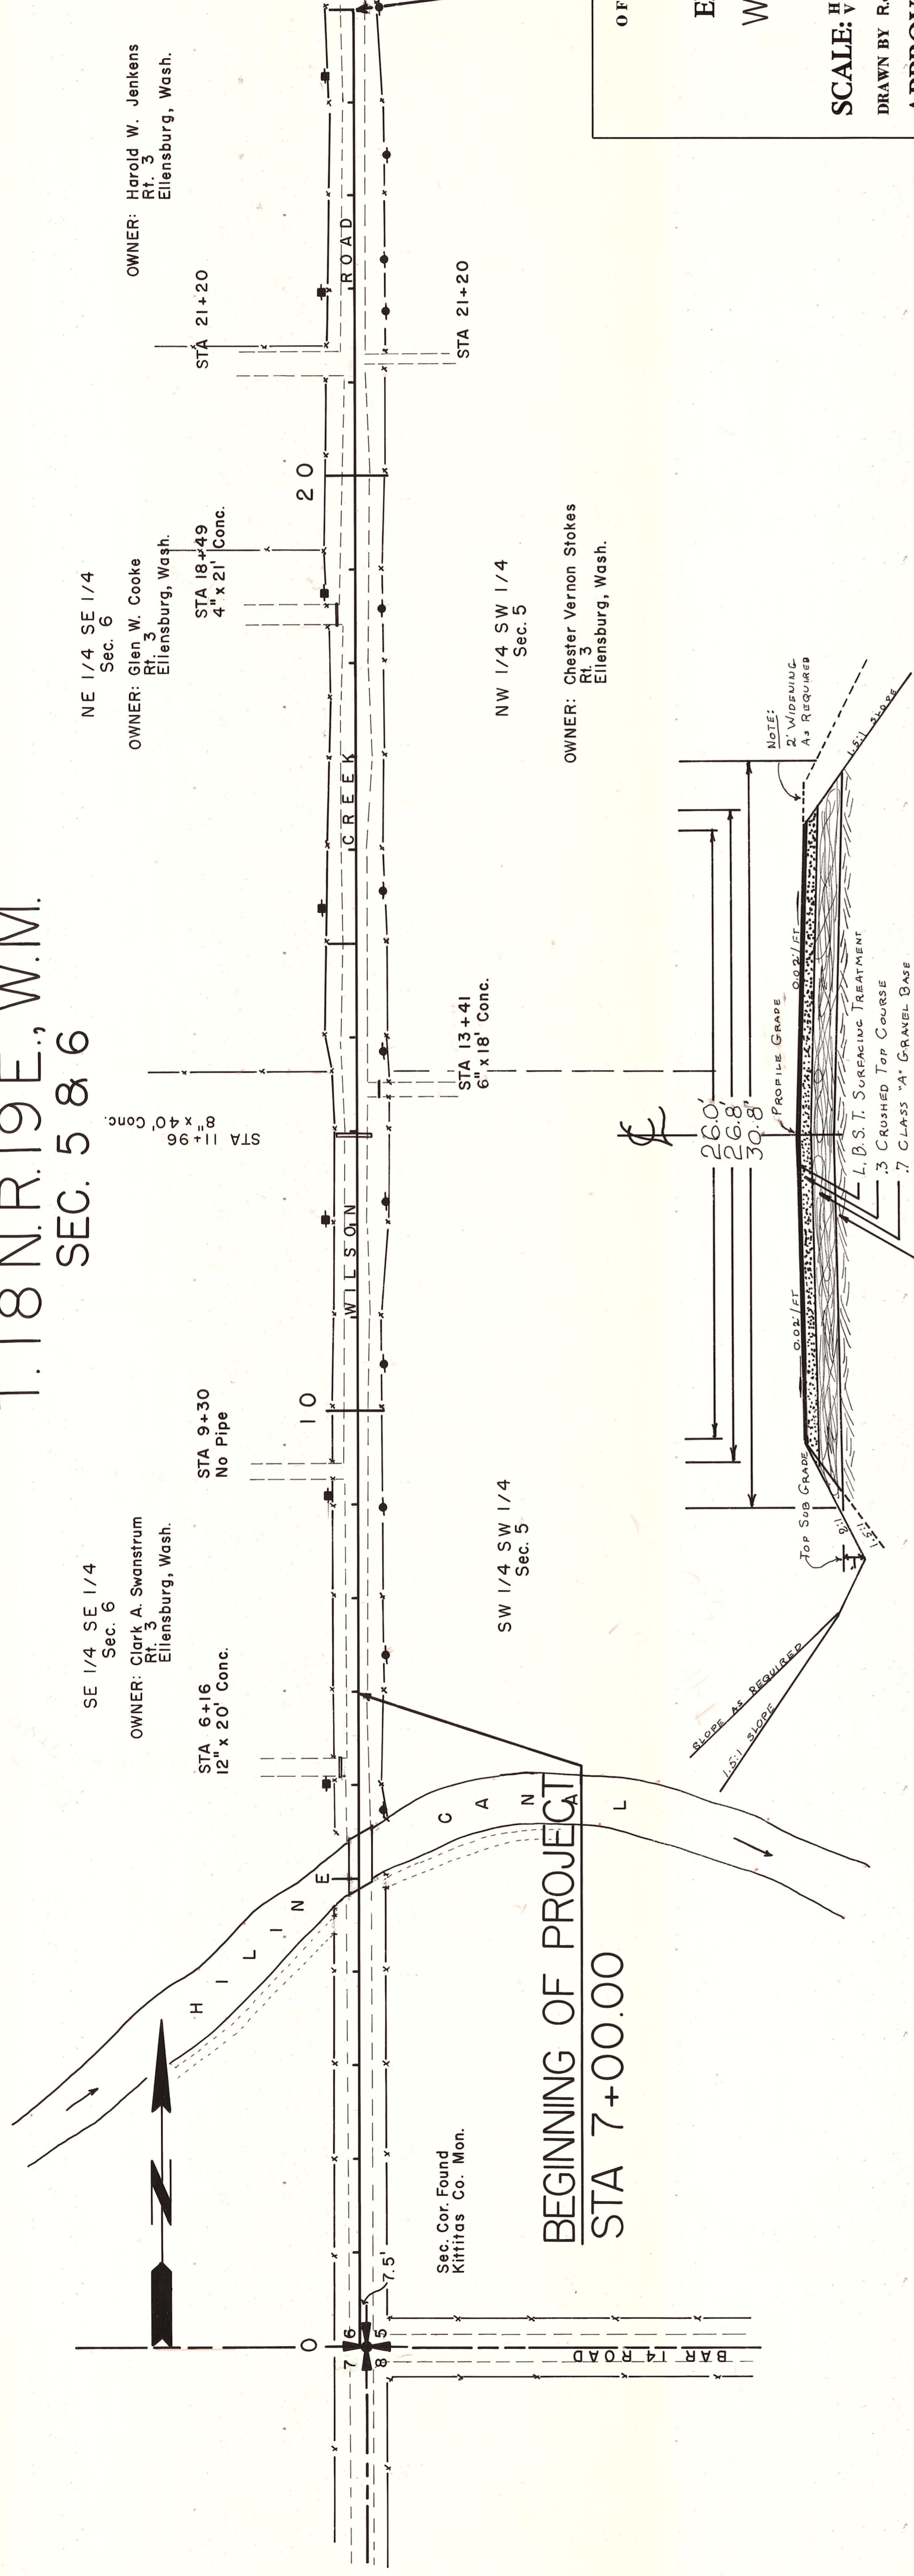 T. 18 N. R. 19 E., W.M.
SEC. 5 & 6
SE 1/4 SE 1/4
Sec. 6
OWNER: Clark A. Swanstrum
Rt. 3
Ellensburg, Wash.
STA 6+16
12" x 20' Conc.
STA 9+30
No Pipe
STA 11+96
8" x 40' Conc.
NE 1/4 SE 1/4
Sec. 6
OWNER: Glen W. Cooke
Rt. 3
Ellensburg, Wash.
STA 18+49
4" x 21' Conc.
OWNER: Harold W. Jenkens
Rt. 3
Ellensburg, Wash.
STA 21+20
0
10
20
HILINE
CANAL
WILSON
CREEK
ROAD
N
7 6
8 5
7.5'
Sec. Cor. Found
Kittitas Co. Mon.
BAR 14 ROAD
BEGINNING OF PROJECT
STA 7+00.00
SW 1/4 SW 1/4
Sec. 5
STA 13+41
6" x 18' Conc.
NW 1/4 SW 1/4
Sec. 5
OWNER: Chester Vernon Stokes
Rt. 3
Ellensburg, Wash.
STA 21+20
26.0'
26.8'
30.8'
PROFILE GRADE
0.02'/FT
0.02'/FT
NOTE:
2' WIDENING
AS REQUIRED
1.5:1 SLOPE
TOP SUB GRADE
2:1
1.5:1
1'
SLOPE AS REQUIRED
1.5:1 SLOPE
L.B.S.T. SURFACING TREATMENT
.3 CRUSHED TOP COURSE
.7 CLASS "A" GRAVEL BASE
OF
E
W
SCALE: H
V
DRAWN BY R.